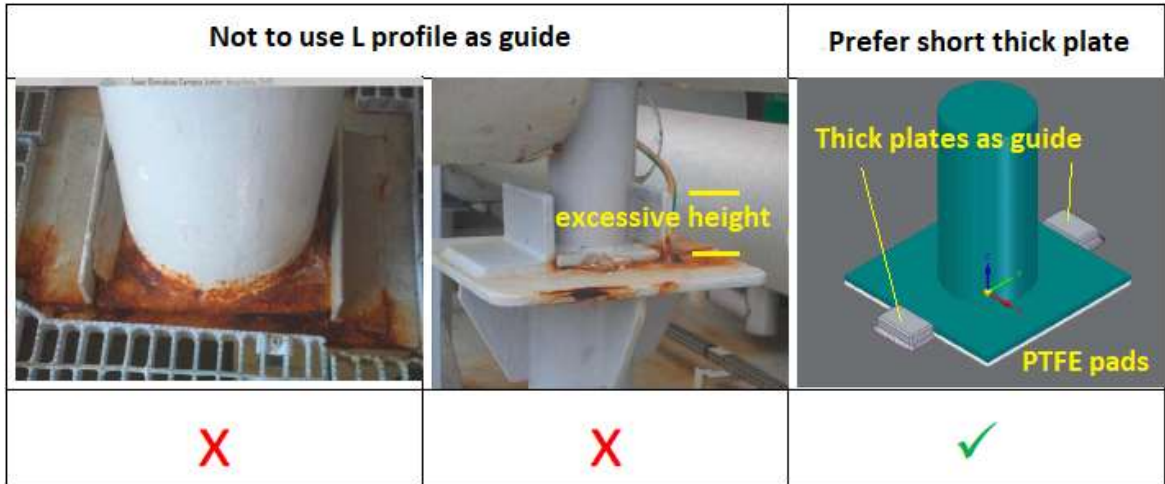 Not to use L profile as guide
Prefer short thick plate
excessive height
Thick plates as guide
PTFE pads
X
X
✓